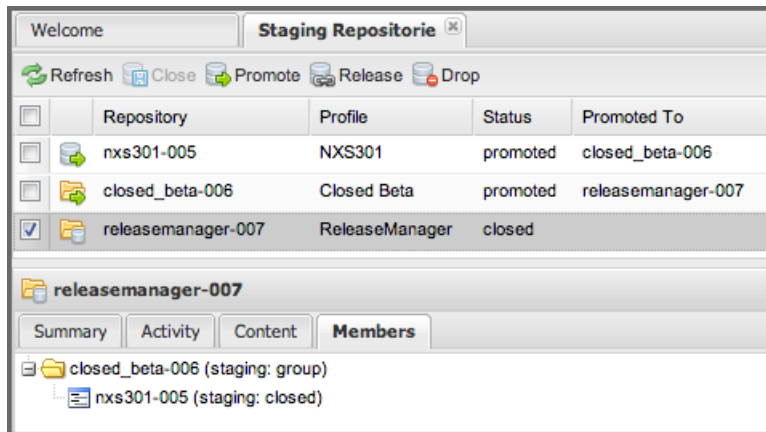 Welcome Staging Repositorie
Refresh Close Promote Release Drop
Repository Profile Status Promoted To
nxs301-005 NXS301 promoted closed_beta-006
closed_beta-006 Closed Beta promoted releasemanager-007
releasemanager-007 ReleaseManager closed
releasemanager-007
Summary Activity Content Members
closed_beta-006 (staging: group)
nxs301-005 (staging: closed)